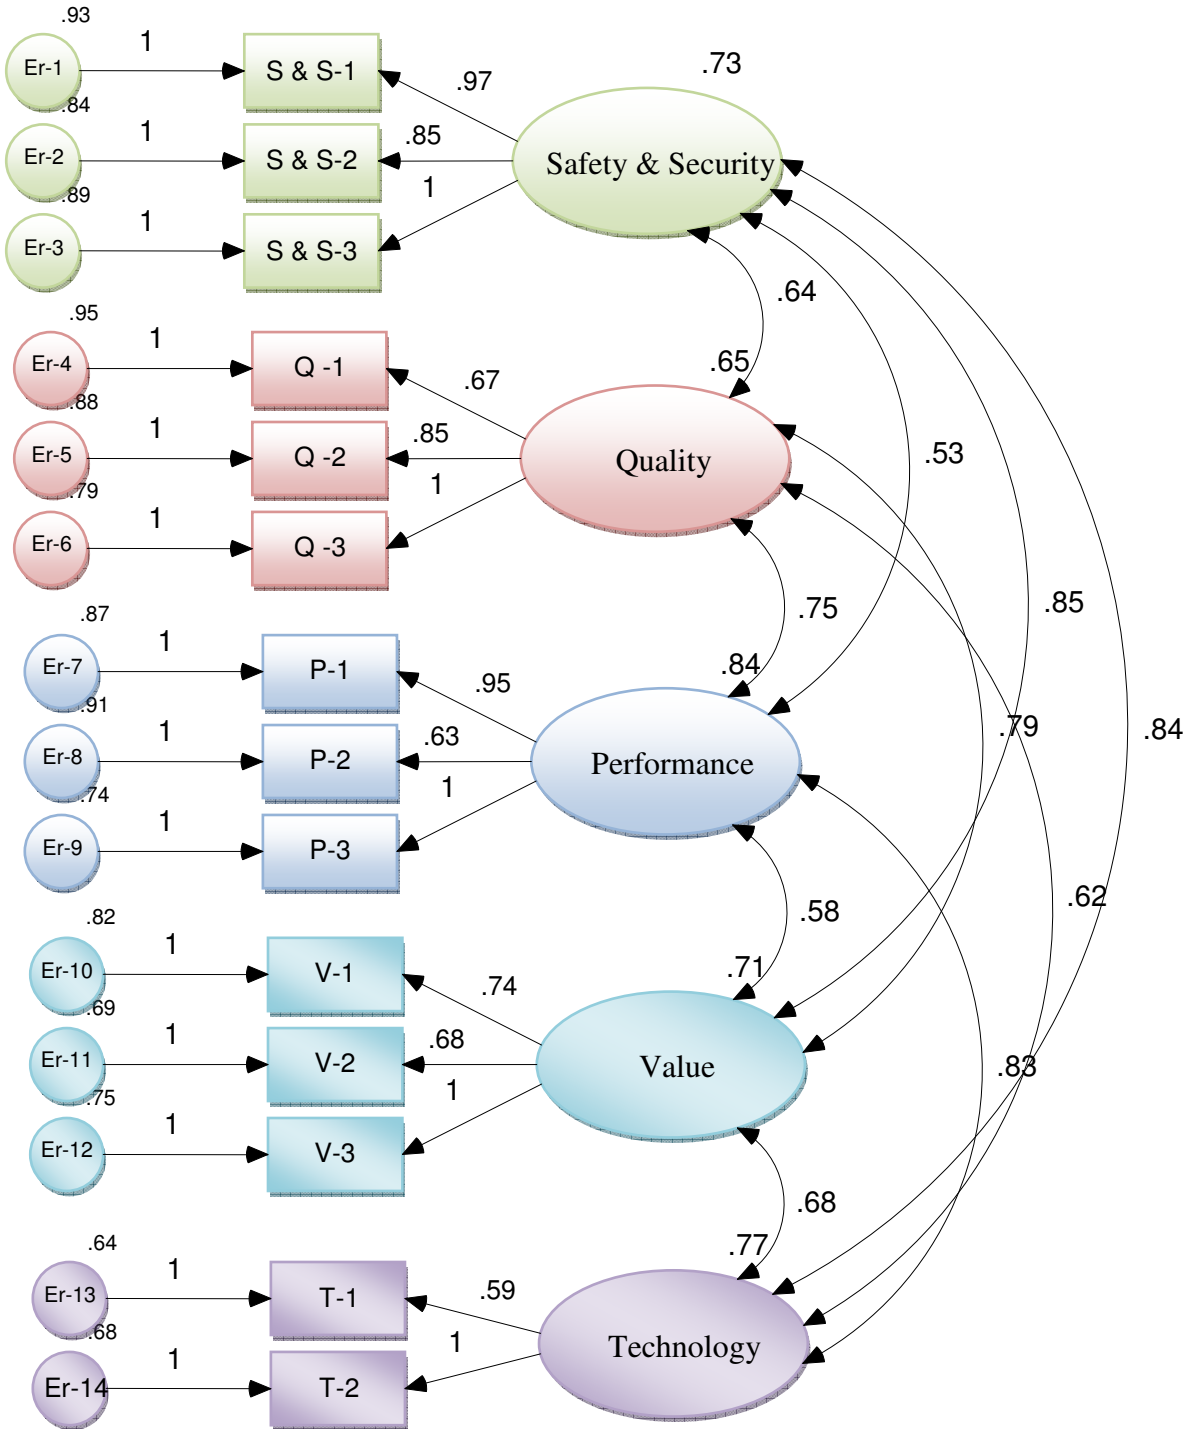 .93
1
Er-1
S & S-1
.97
.73
.84
1
Er-2
S & S-2
.85
Safety & Security
.89
1
Er-3
S & S-3
1
.64
.95
1
Er-4
Q -1
.67
.65
.88
1
Er-5
Q -2
.85
Quality
.53
.79
1
Er-6
Q -3
1
.75
.85
.87
1
Er-7
P-1
.95
.84
.79
.84
.91
1
Er-8
P-2
.63
Performance
.74
1
Er-9
P-3
1
.62
.58
.82
1
Er-10
V-1
.74
.71
.69
1
Er-11
V-2
.68
Value
.83
.75
1
Er-12
V-3
1
.68
.64
1
Er-13
T-1
.59
.77
.68
1
Er-14
T-2
1
Technology